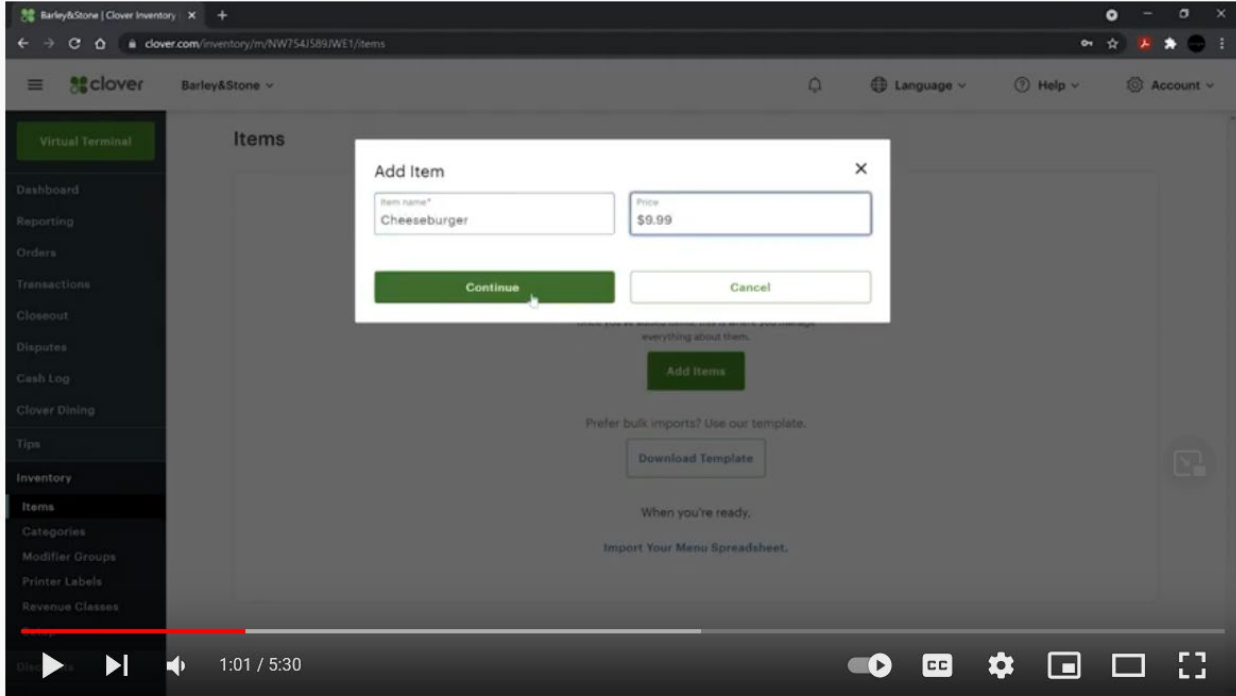 Barley&Stone | Clover Inventory
clover.com/inventory/m/NW754J589JWE1/items
clover
Barley&Stone
Language
Help
Account
Virtual Terminal
Items
Dashboard
Reporting
Orders
Transactions
Closeout
Disputes
Cash Log
Clover Dining
Tips
Inventory
Items
Categories
Modifier Groups
Printer Labels
Revenue Classes
Add Item
Item name*
Cheeseburger
Price
$9.99
Continue
Cancel
everything about them.
Add Items
Prefer bulk imports? Use our template.
Download Template
When you're ready,
Import Your Menu Spreadsheet.
1:01 / 5:30
CC